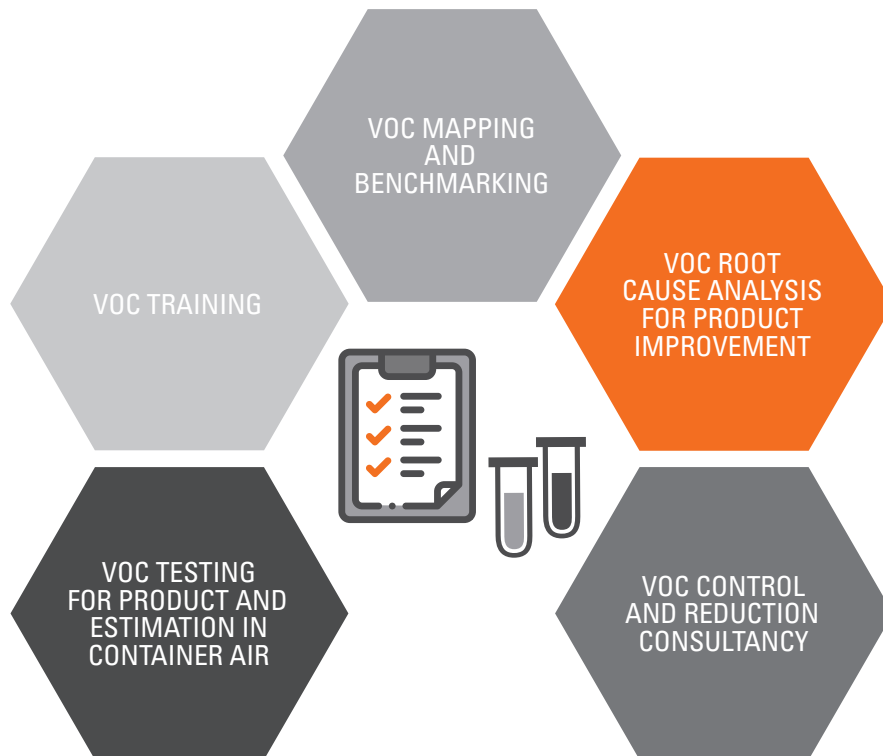 VOC MAPPING
AND
BENCHMARKING
VOC TRAINING
VOC ROOT
CAUSE ANALYSIS
FOR PRODUCT
IMPROVEMENT
VOC TESTING
FOR PRODUCT AND
ESTIMATION IN
CONTAINER AIR
VOC CONTROL
AND REDUCTION
CONSULTANCY